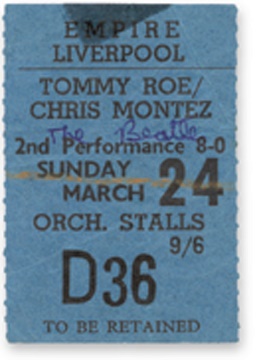 EMPIRE
LIVERPOOL
TOMMY ROE/
CHRIS MONTEZ
The Beatle
2nd Performance 8-0
SUNDAY
MARCH 24
ORCH. STALLS
9/6
D36
TO BE RETAINED